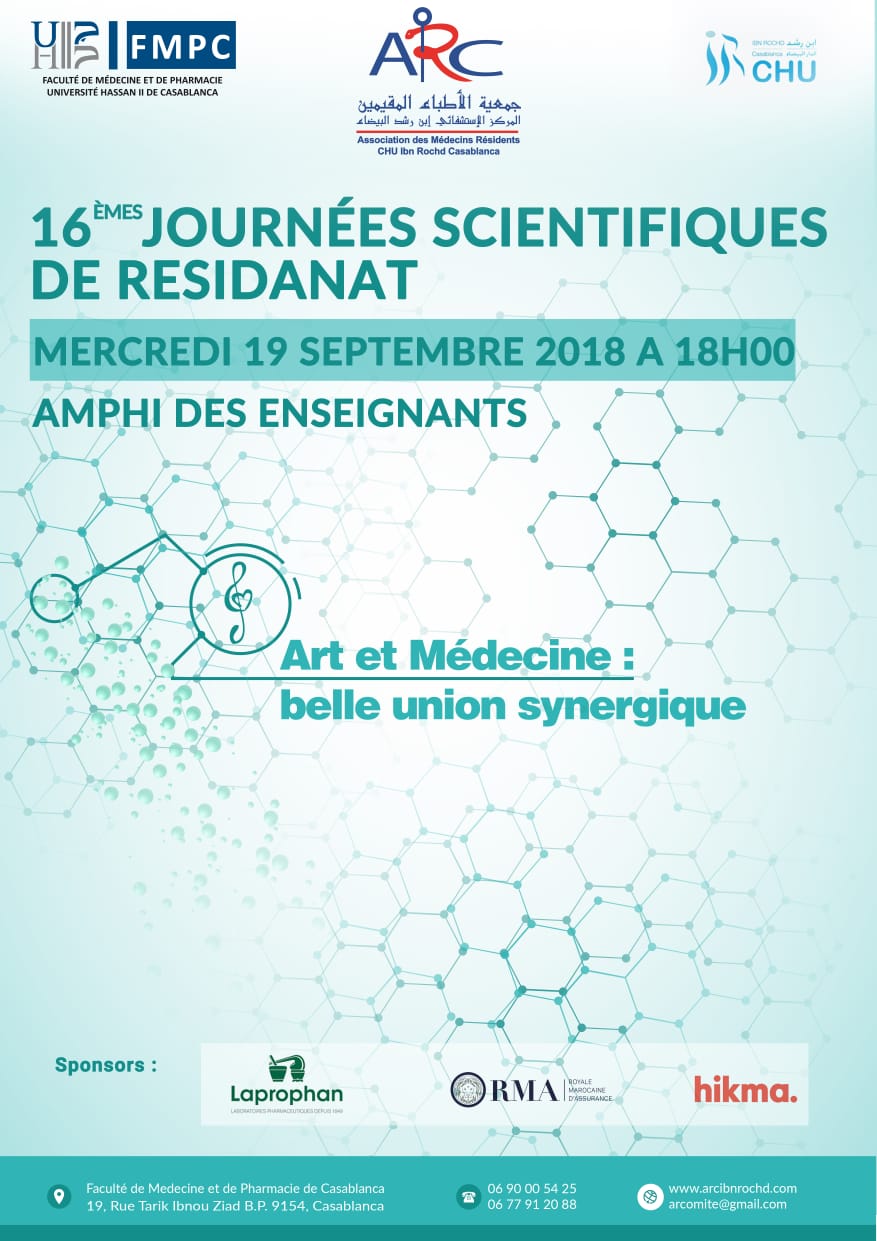 UH2C FMPC
FACULTÉ DE MÉDECINE ET DE PHARMACIE
UNIVERSITÉ HASSAN II DE CASABLANCA
ARC
جمعية الأطباء المقيمين
المركز الإستشفائي إبن رشد البيضاء
Association des Médecins Résidents
CHU Ibn Rochd Casablanca
IBN ROCHD ابن رشد
Casablanca الدار البيضاء
CHU
16ÈMES JOURNÉES SCIENTIFIQUES
DE RESIDANAT
MERCREDI 19 SEPTEMBRE 2018 A 18H00
AMPHI DES ENSEIGNANTS
Art et Médecine :
belle union synergique
Sponsors :
Laprophan
LABORATOIRES PHARMACEUTIQUES DEPUIS 1949
RMA
ROYALE
MAROCAINE
D'ASSURANCE
hikma.
Faculté de Medecine et de Pharmacie de Casablanca
19, Rue Tarik Ibnou Ziad B.P. 9154, Casablanca
06 90 00 54 25
06 77 91 20 88
www.arcibnrochd.com
arcomite@gmail.com